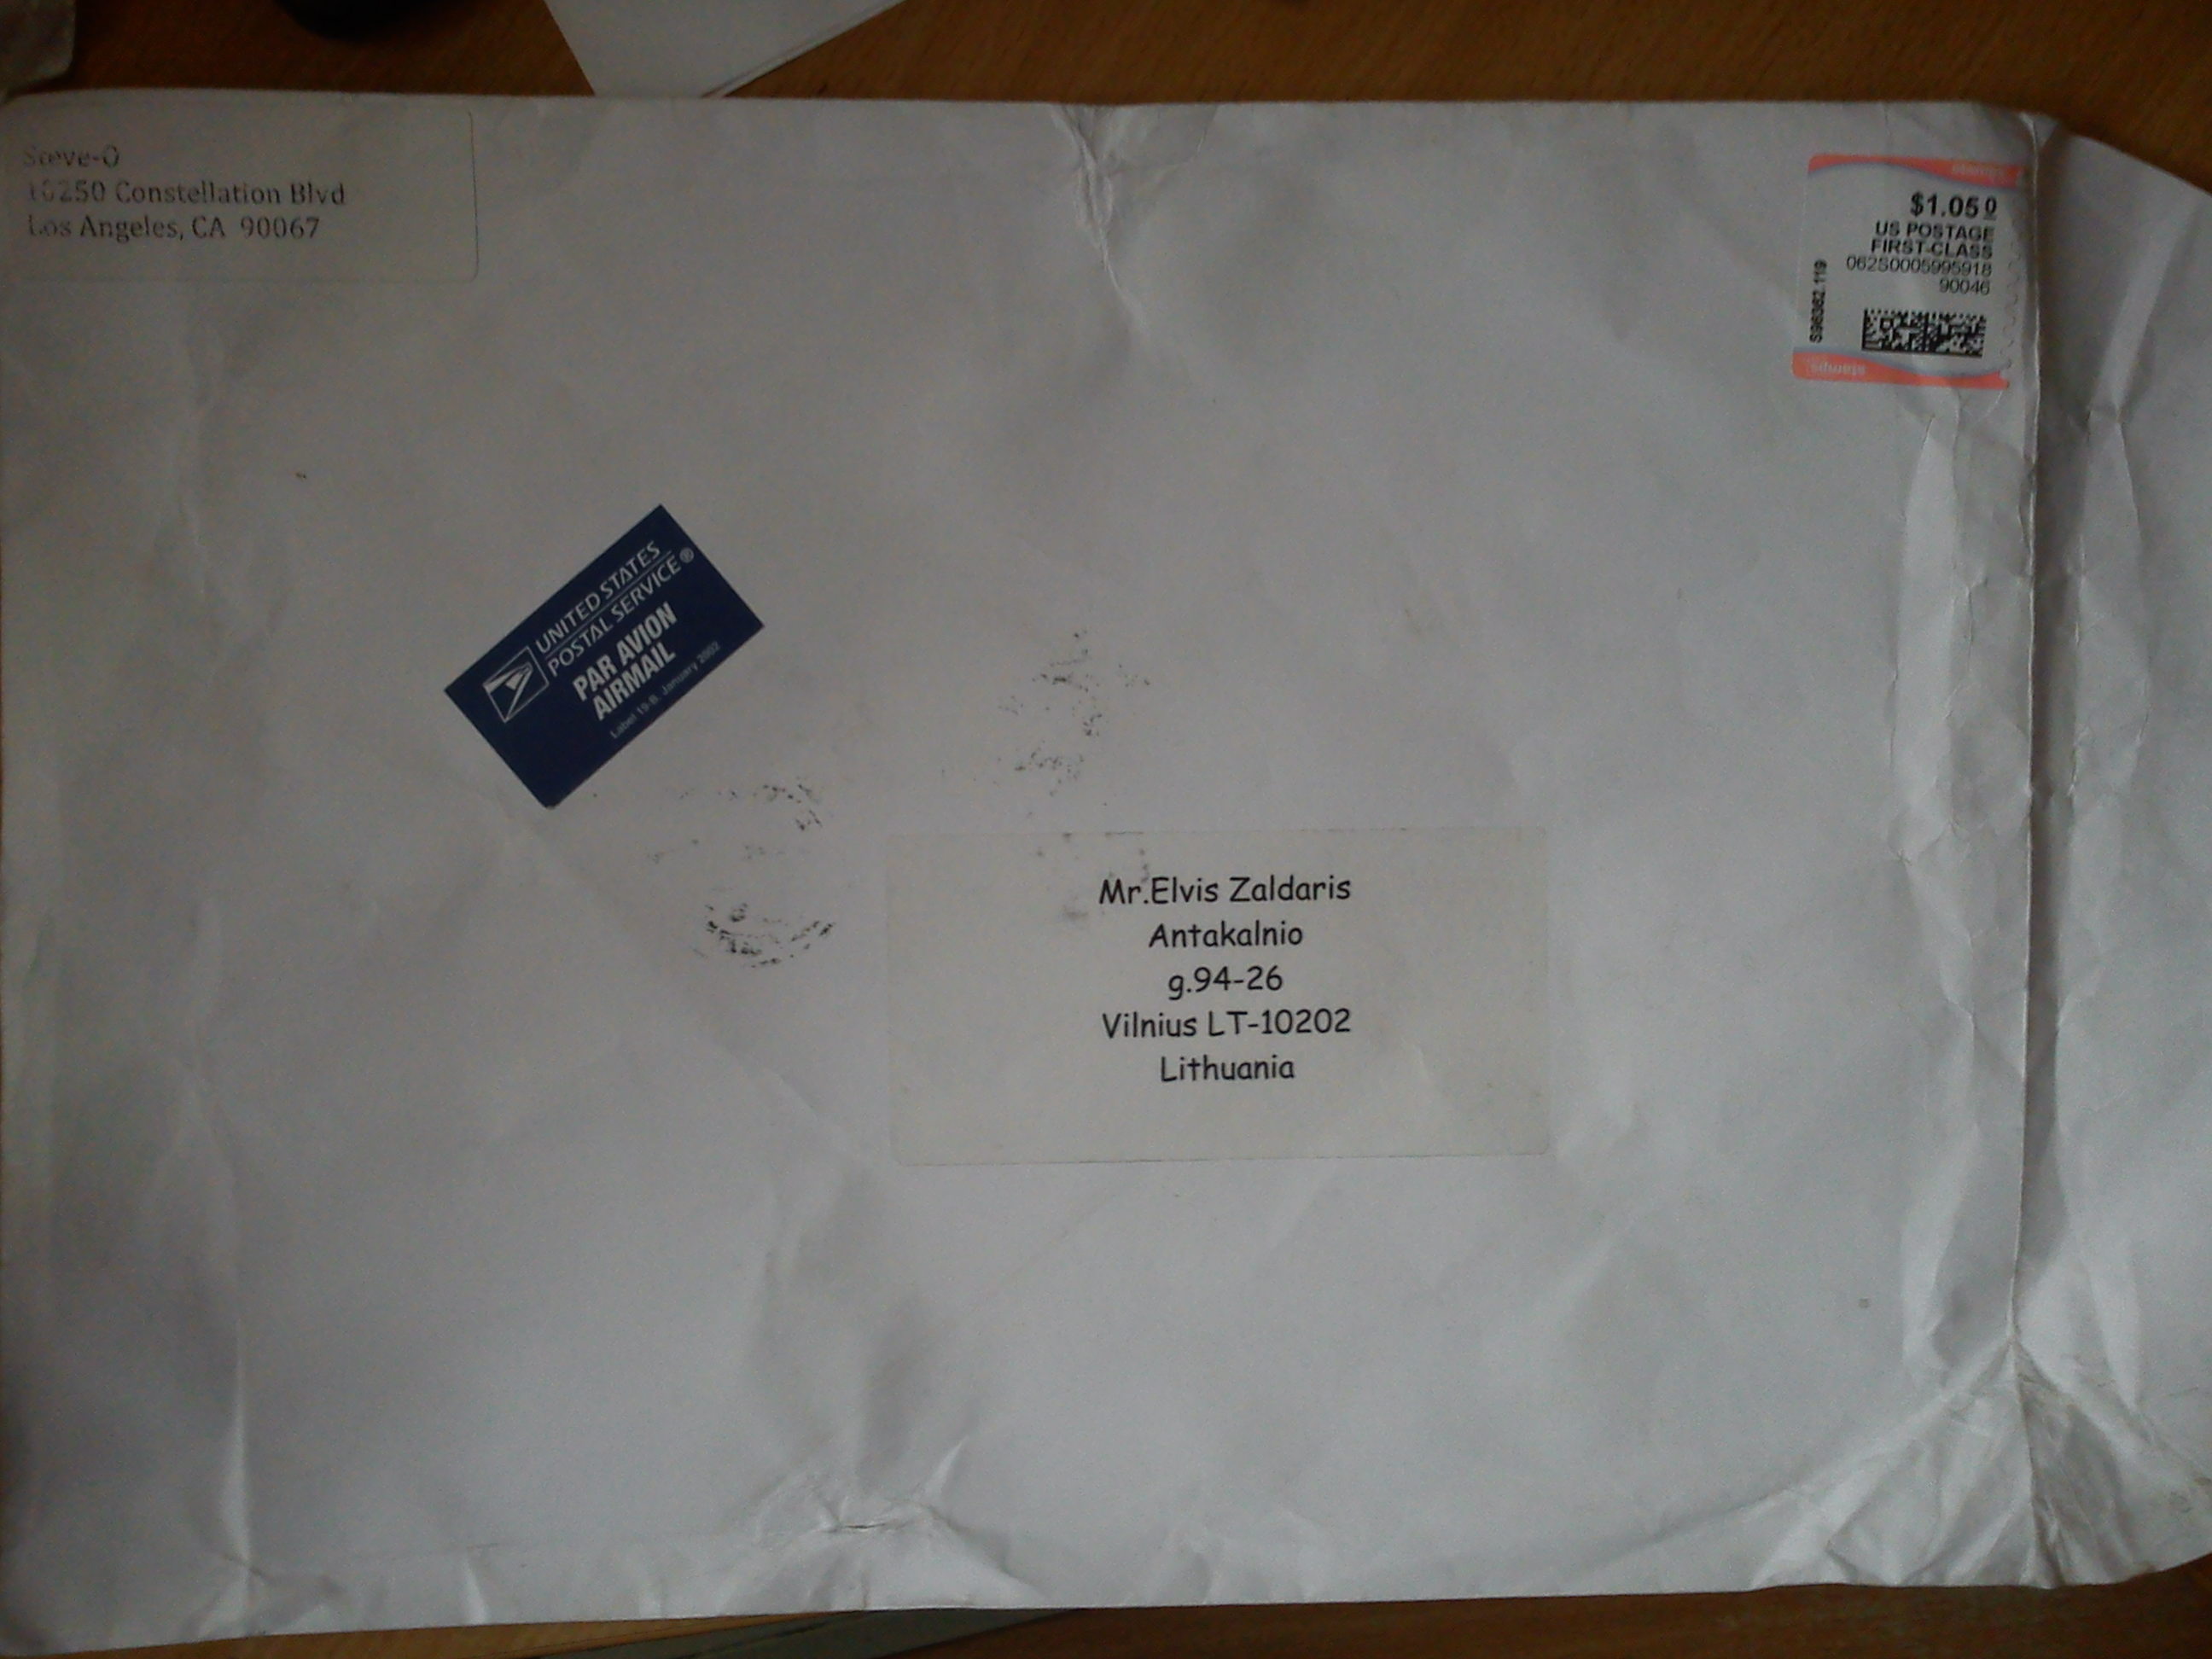 Steve-O
10250 Constellation Blvd
Los Angeles, CA 90067
stamps
$1.050
US POSTAGE
FIRST-CLASS
062S0005995918
90046
stamps
UNITED STATES
POSTAL SERVICE®
PAR AVION
AIRMAIL
Label 19-B, January 2002
Mr.Elvis Zaldaris
Antakalnio
g.94-26
Vilnius LT-10202
Lithuania